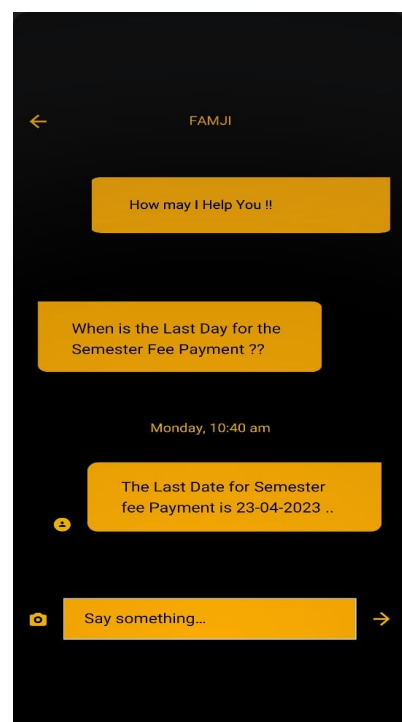 FAMJI
How may I Help You !!
When is the Last Day for the
Semester Fee Payment ??
Monday, 10:40 am
The Last Date for Semester
fee Payment is 23-04-2023 ..
Say something...